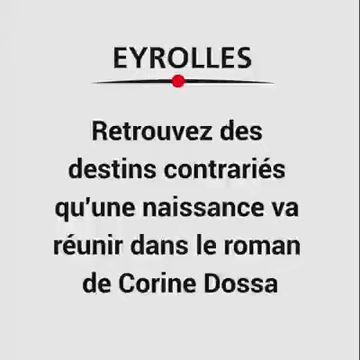 EYROLLES
Retrouvez des
destins contrariés
qu'une naissance va
réunir dans le roman
de Corine Dossa